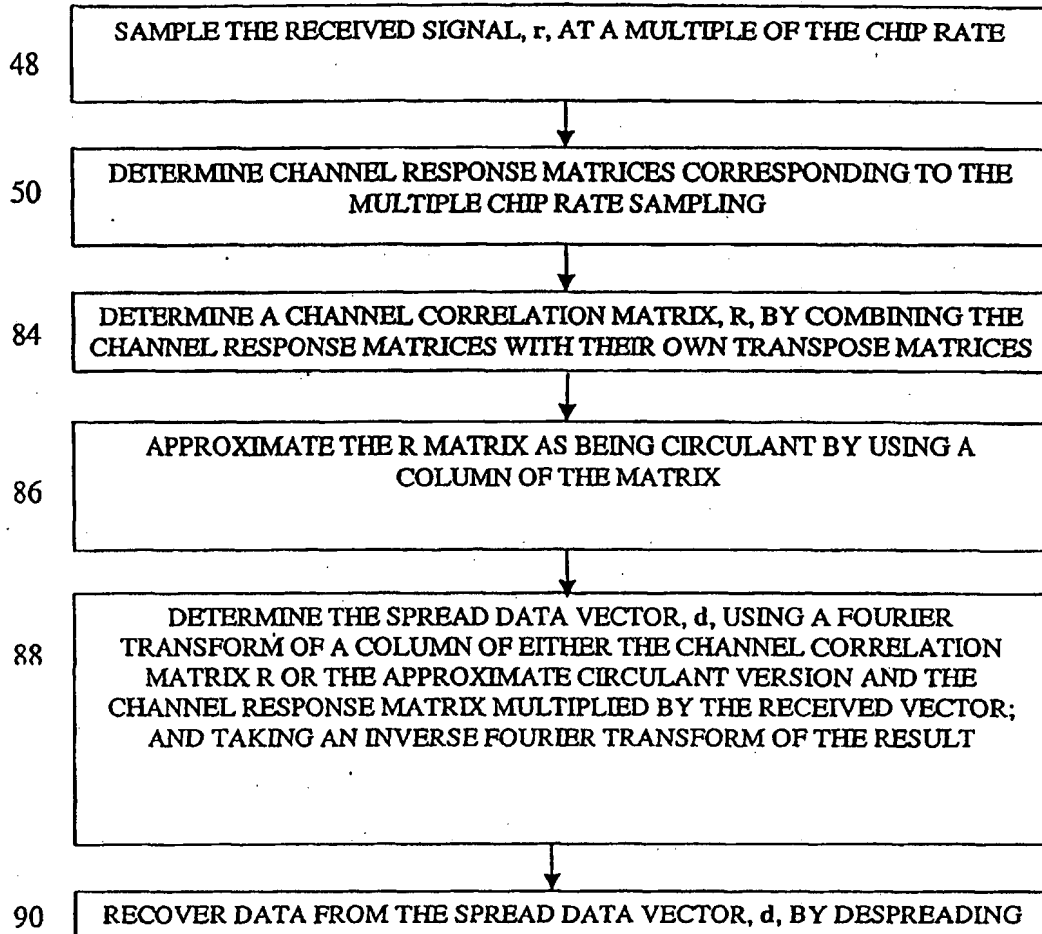 48
SAMPLE THE RECEIVED SIGNAL, r, AT A MULTIPLE OF THE CHIP RATE
50
DETERMINE CHANNEL RESPONSE MATRICES CORRESPONDING TO THE
MULTIPLE CHIP RATE SAMPLING
84
DETERMINE A CHANNEL CORRELATION MATRIX, R, BY COMBINING THE
CHANNEL RESPONSE MATRICES WITH THEIR OWN TRANSPOSE MATRICES
86
APPROXIMATE THE R MATRIX AS BEING CIRCULANT BY USING A
COLUMN OF THE MATRIX
88
DETERMINE THE SPREAD DATA VECTOR, d, USING A FOURIER
TRANSFORM OF A COLUMN OF EITHER THE CHANNEL CORRELATION
MATRIX R OR THE APPROXIMATE CIRCULANT VERSION AND THE
CHANNEL RESPONSE MATRIX MULTIPLIED BY THE RECEIVED VECTOR;
AND TAKING AN INVERSE FOURIER TRANSFORM OF THE RESULT
90
RECOVER DATA FROM THE SPREAD DATA VECTOR, d, BY DESPREADING